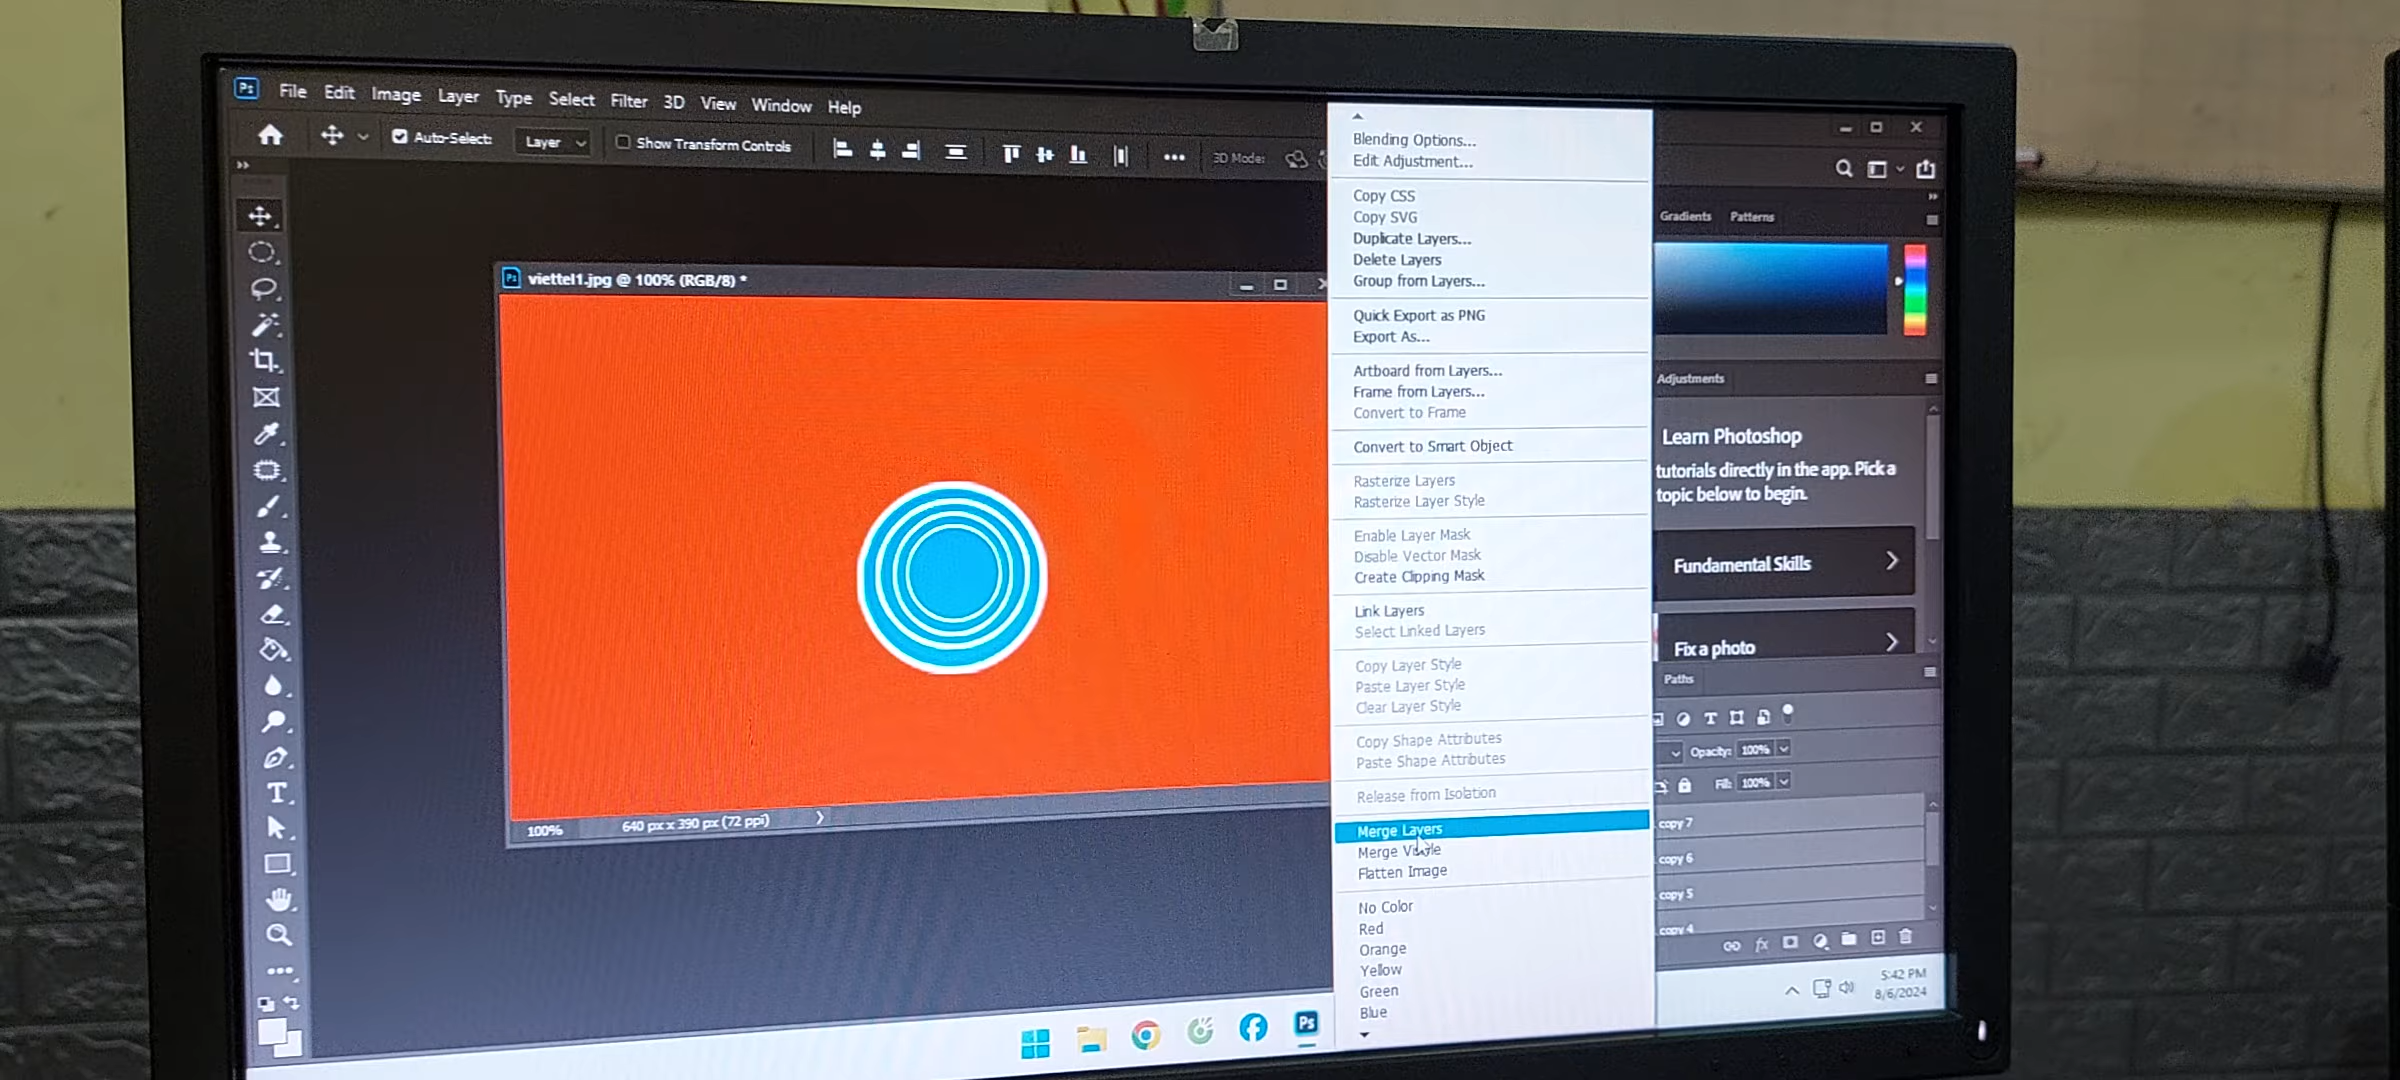 Ps File Edit Image Layer Type Select Filter 3D View Window Help
Auto-Select: Layer Show Transform Controls 3D Mode:
Ps viettel1.jpg @ 100% (RGB/8) *
100% 640 px x 390 px (72 ppi)
Blending Options...
Edit Adjustment...
Copy CSS
Copy SVG
Duplicate Layers...
Delete Layers
Group from Layers...
Quick Export as PNG
Export As...
Artboard from Layers...
Frame from Layers...
Convert to Frame
Convert to Smart Object
Rasterize Layers
Rasterize Layer Style
Enable Layer Mask
Disable Vector Mask
Create Clipping Mask
Link Layers
Select Linked Layers
Copy Layer Style
Paste Layer Style
Clear Layer Style
Copy Shape Attributes
Paste Shape Attributes
Release from Isolation
Merge Layers
Merge Visible
Flatten Image
No Color
Red
Orange
Yellow
Green
Blue
Gradients Patterns
Adjustments
Learn Photoshop
tutorials directly in the app. Pick a
topic below to begin.
Fundamental Skills
Fix a photo
Paths
Opacity: 100%
Fill: 100%
copy 7
copy 6
copy 5
copy 4
fx
Ps
5:42 PM
8/6/2024